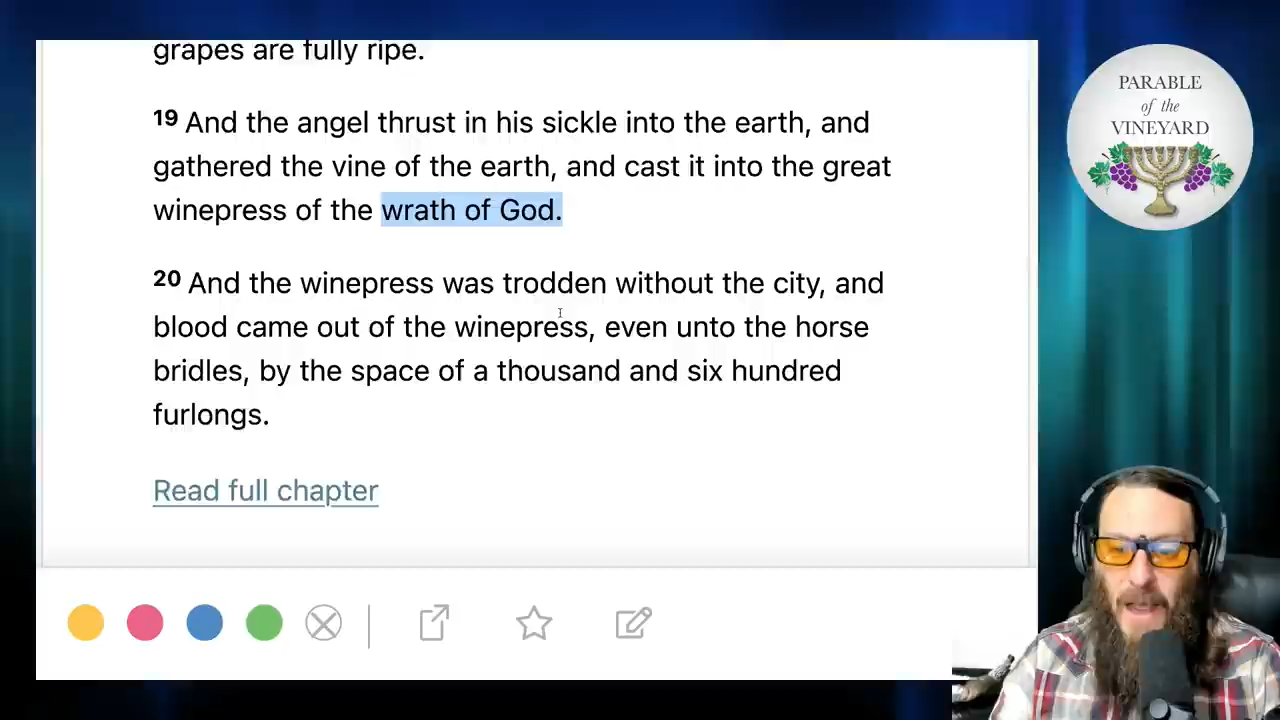 grapes are fully ripe.
19 And the angel thrust in his sickle into the earth, and
gathered the vine of the earth, and cast it into the great
winepress of the wrath of God.
20 And the winepress was trodden without the city, and
blood came out of the winepress, even unto the horse
bridles, by the space of a thousand and six hundred
furlongs.
Read full chapter
PARABLE
of the
VINEYARD